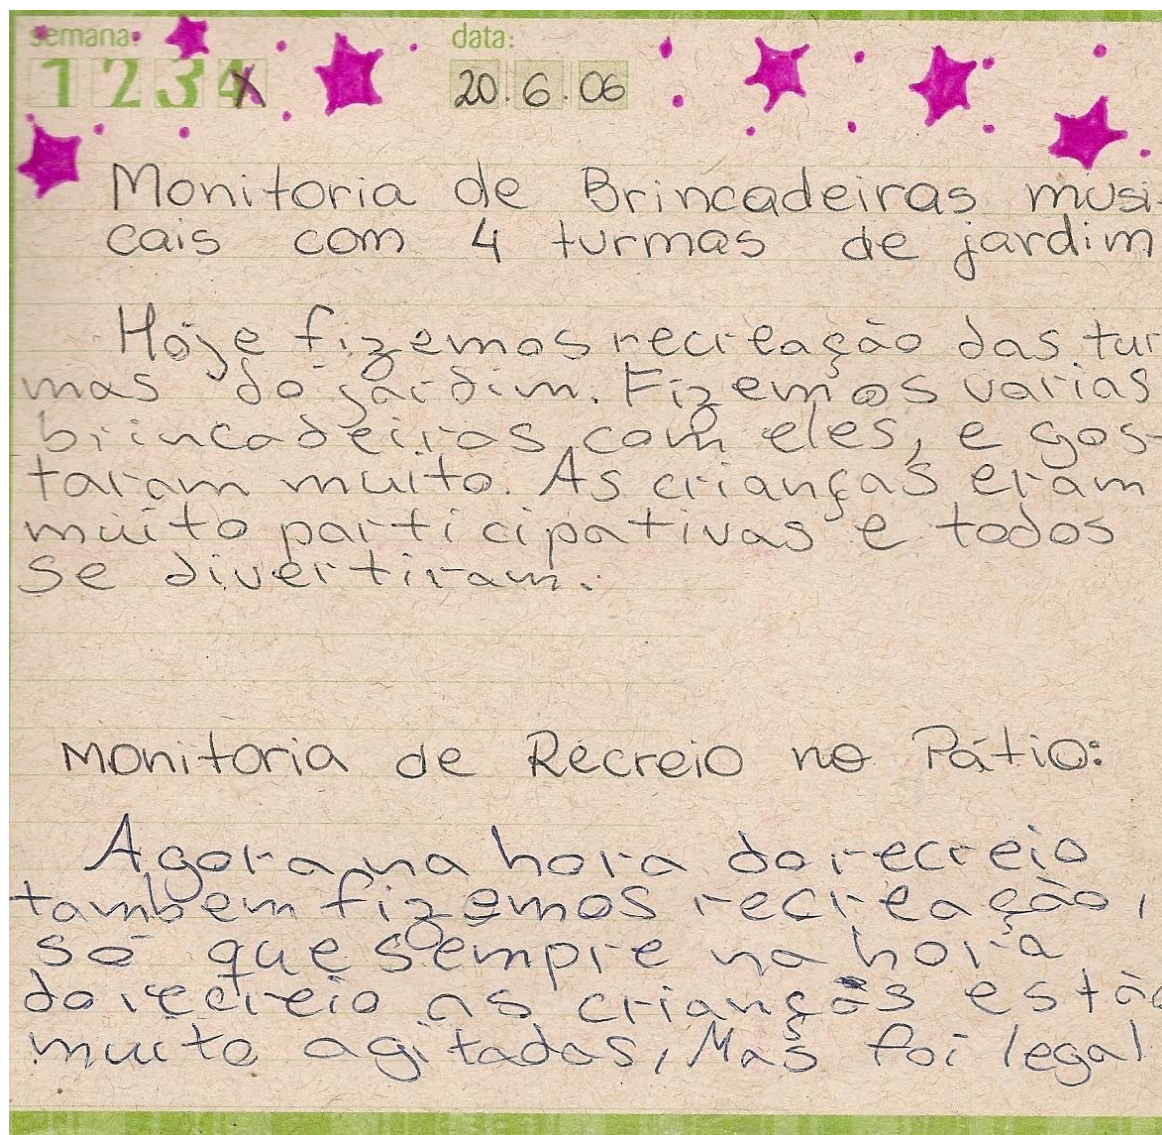 semana: data:
1 2 3 4 20. 6. 06
Monitoria de Brincadeiras musi-
cais com 4 turmas de jardim
Hoje fizemos recreação das tur
mas do jardim. Fizemos varias
brincadeiras com eles, e gos-
taram muito. As crianças eram
muito participativas e todos
se divertiram.
Monitoria de Recreio no Pátio:
Agora na hora do recreio
tambem fizemos recreação,
só que sempre na hora
do recreio as crianças estão
muito agitadas, Mas foi legal